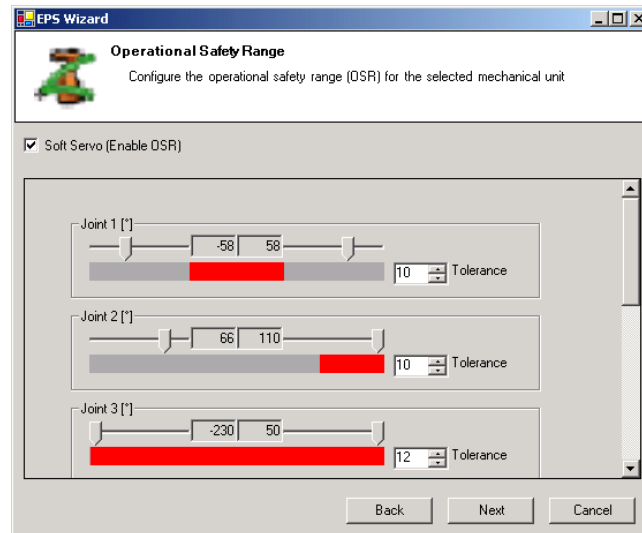 EPS Wizard
Operational Safety Range
Configure the operational safety range (OSR) for the selected mechanical unit
Soft Servo (Enable OSR)
Joint 1 [°]
-58 58
10 Tolerance
Joint 2 [°]
66 110
10 Tolerance
Joint 3 [°]
-230 50
12 Tolerance
Back Next Cancel